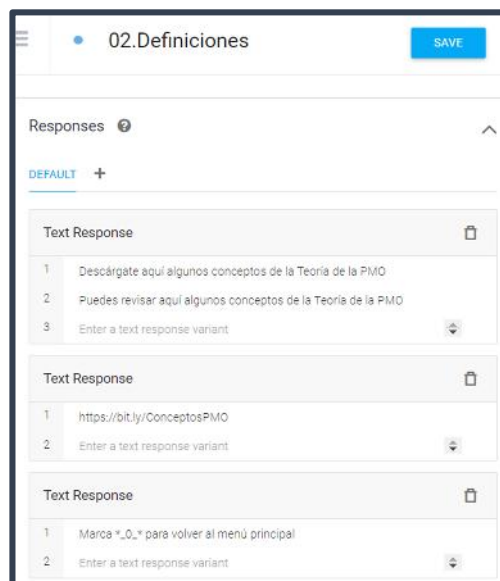 02.Definiciones
SAVE
Responses
DEFAULT +
Text Response
1 Descárgate aquí algunos conceptos de la Teoría de la PMO
2 Puedes revisar aquí algunos conceptos de la Teoría de la PMO
3 Enter a text response variant
Text Response
1 https://bit.ly/ConceptosPMO
2 Enter a text response variant
Text Response
1 Marca *_0_* para volver al menú principal
2 Enter a text response variant